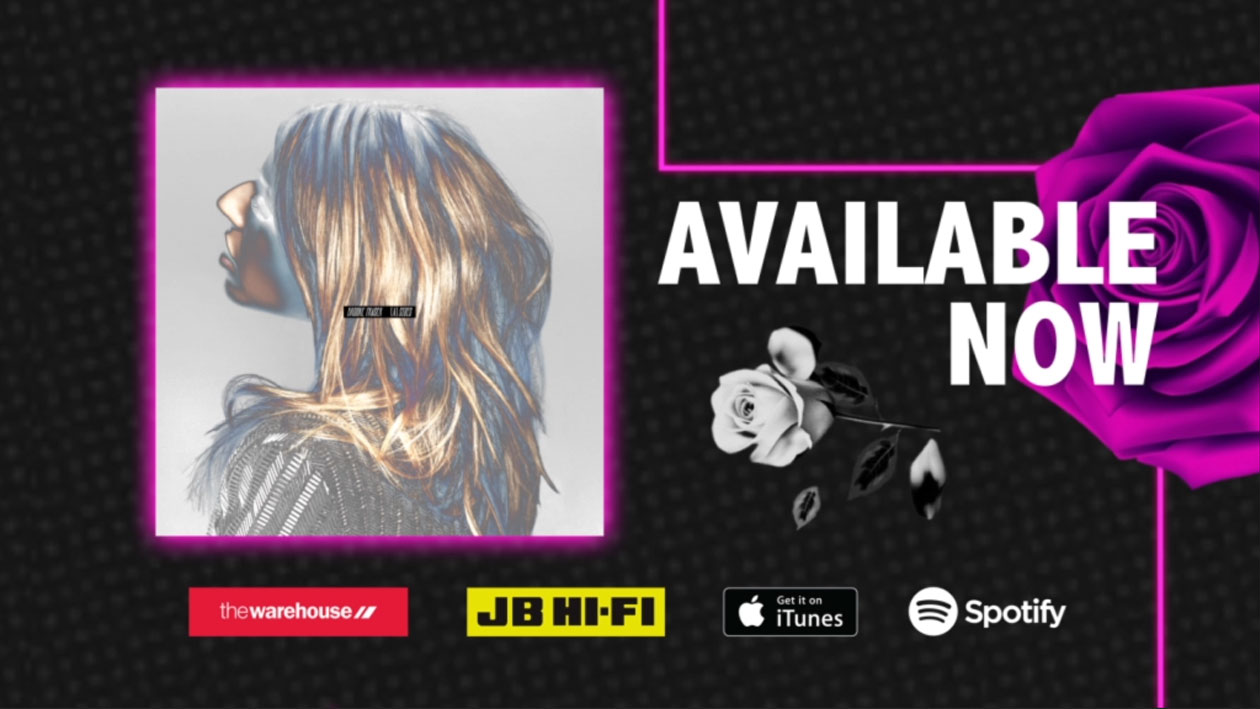 AVAILABLE
NOW
thewarehouse
JB HI-FI
Get it on
iTunes
Spotify